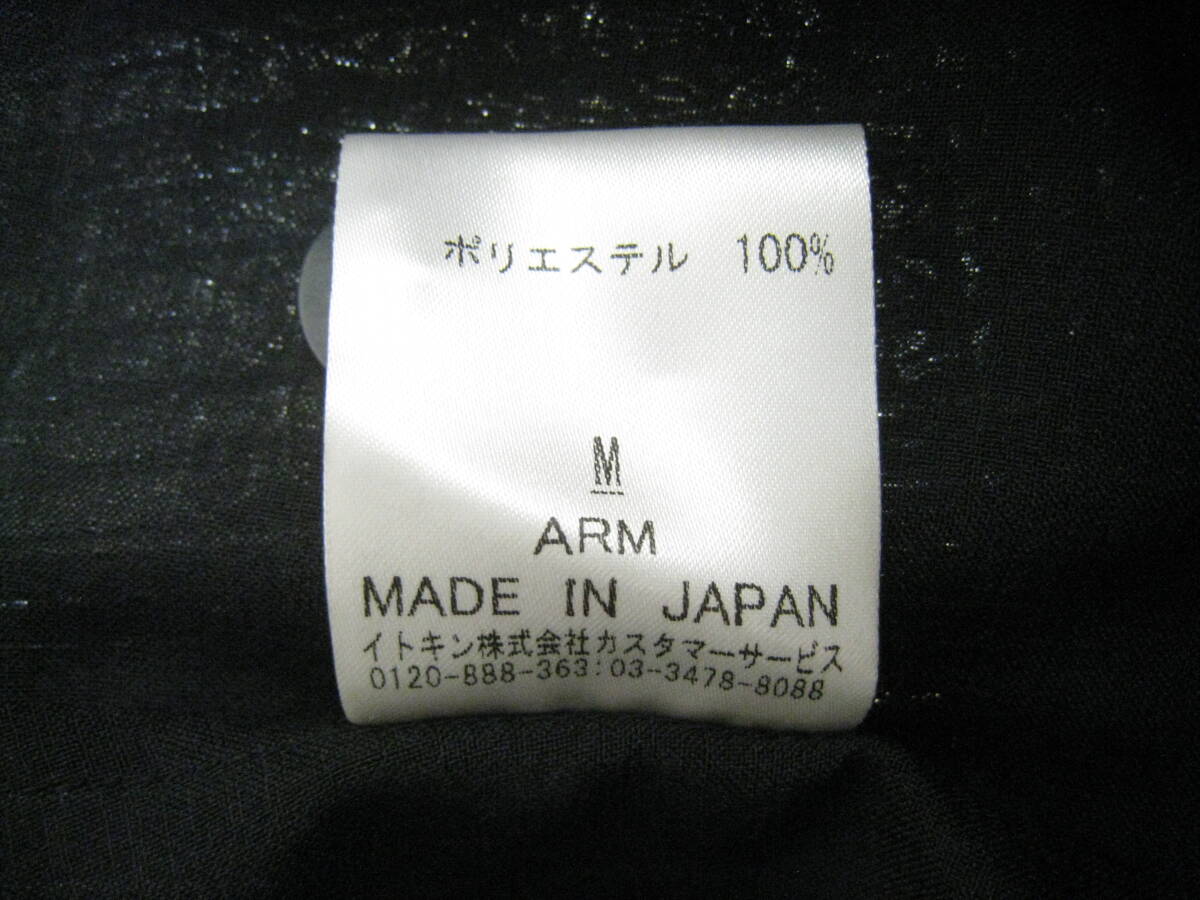 ポリエステル 100%
M
ARM
MADE IN JAPAN
イトキン株式会社カスタマーサービス
0120-888-363:03-3478-8088